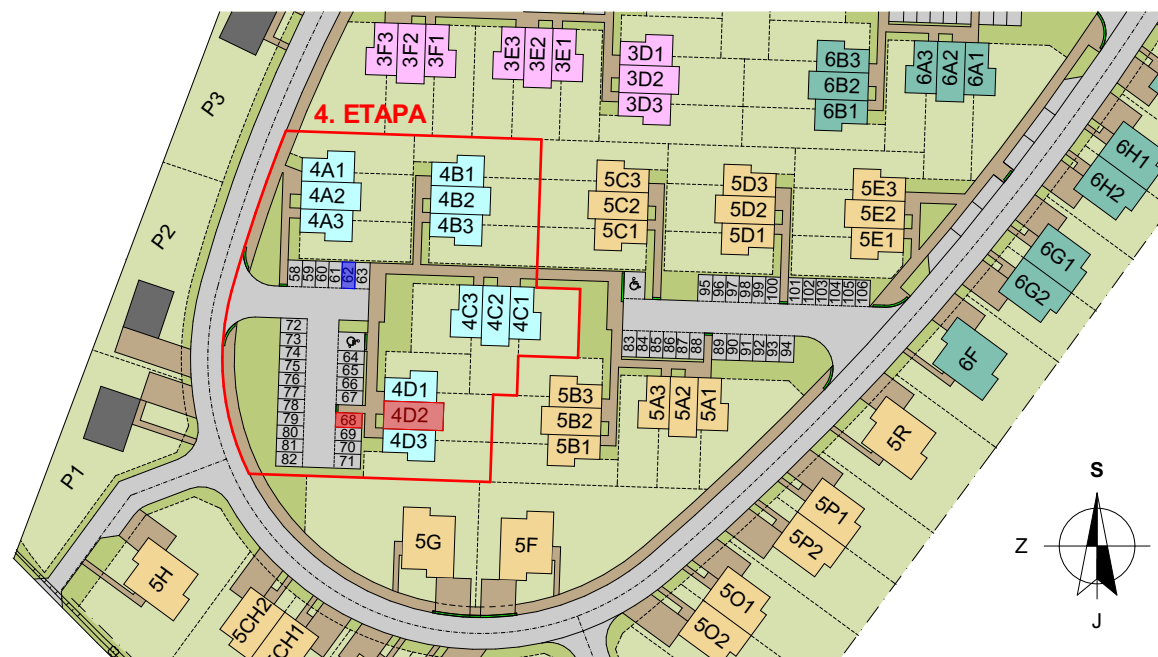 3F3
3F2
3F1
3E3
3E2
3E1
3D1
3D2
3D3
6B3
6B2
6B1
6A3
6A2
6A1
P3
4. ETAPA
6H1
6H2
4A1
4A2
4A3
4B1
4B2
4B3
5C3
5C2
5C1
5D3
5D2
5D1
5E3
5E2
5E1
P2
6G1
6G2
58
59
60
61
62
63
95
96
97
98
99
100
101
102
103
104
105
106
4C3
4C2
4C1
72
73
74
75
76
77
78
79
80
81
82
64
65
66
67
68
69
70
71
83
84
85
86
87
88
89
90
91
92
93
94
6F
4D1
4D2
4D3
5B3
5B2
5B1
5A3
5A2
5A1
5R
P1
S
Z
J
5P1
5P2
5G
5F
5H
5O1
5O2
5CH2
5CH1